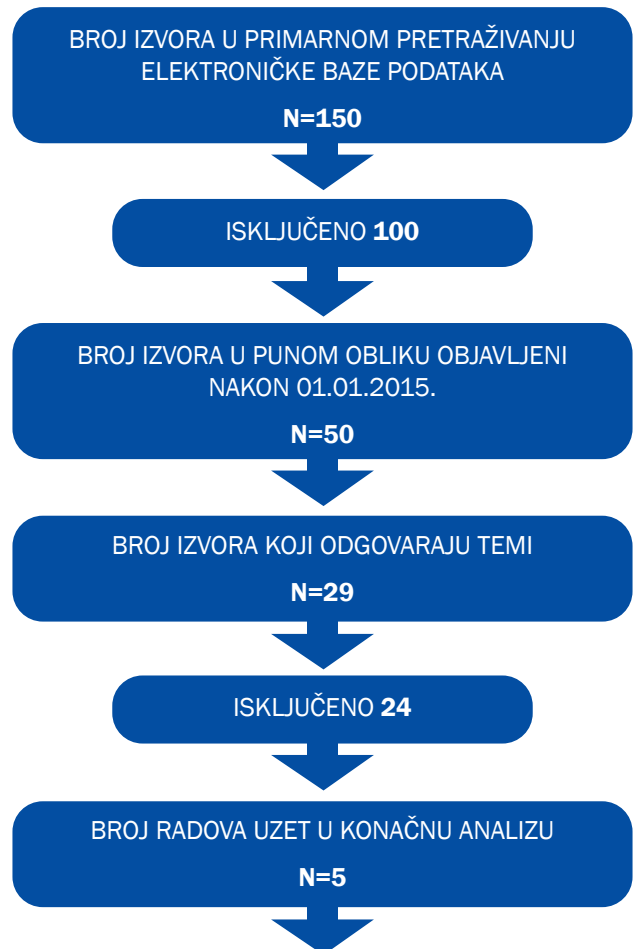 BROJ IZVORA U PRIMARNOM PRETRAŽIVANJU
ELEKTRONIČKE BAZE PODATAKA
N=150
ISKLJUČENO 100
BROJ IZVORA U PUNOM OBLIKU OBJAVLJENI
NAKON 01.01.2015.
N=50
BROJ IZVORA KOJI ODGOVARAJU TEMI
N=29
ISKLJUČENO 24
BROJ RADOVA UZET U KONAČNU ANALIZU
N=5